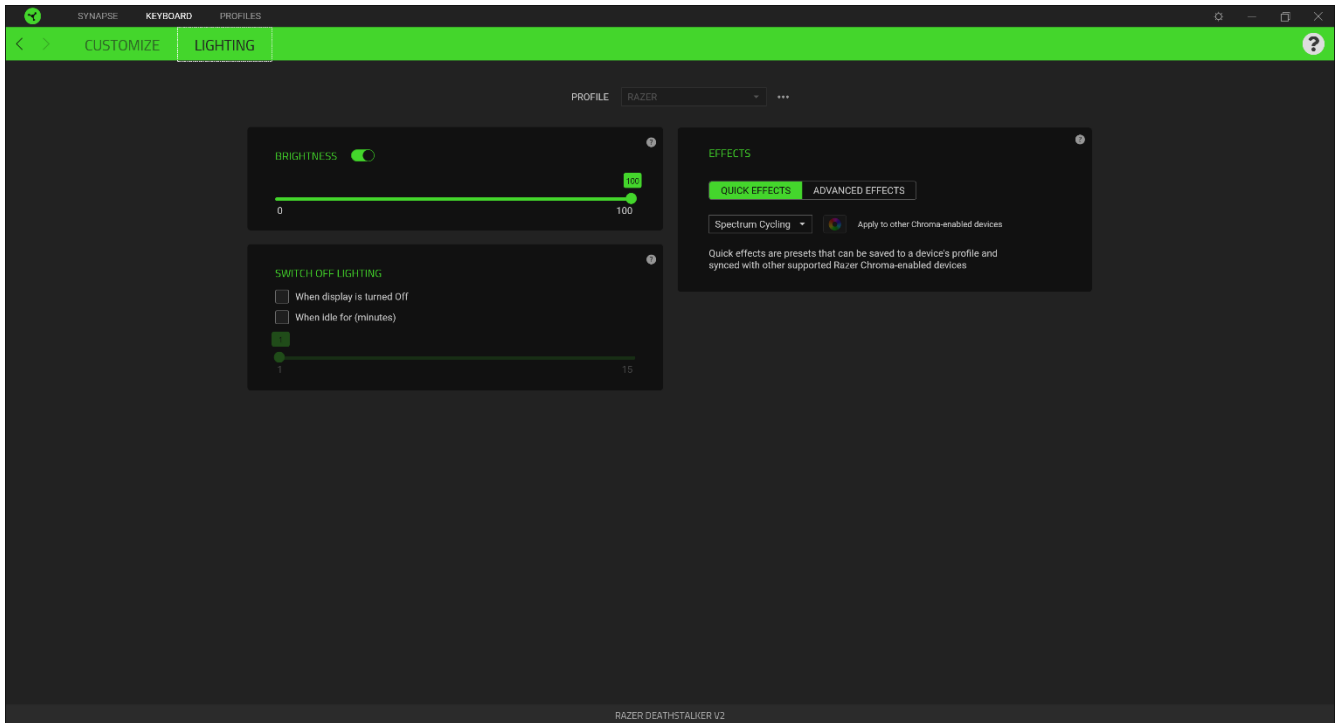 SYNAPSE KEYBOARD PROFILES
CUSTOMIZE LIGHTING ?
PROFILE RAZER •••
BRIGHTNESS ?
100
0 100
SWITCH OFF LIGHTING ?
When display is turned Off
When idle for (minutes)
1
1 15
EFFECTS ?
QUICK EFFECTS ADVANCED EFFECTS
Spectrum Cycling Apply to other Chroma-enabled devices
Quick effects are presets that can be saved to a device's profile and
synced with other supported Razer Chroma-enabled devices
RAZER DEATHSTALKER V2